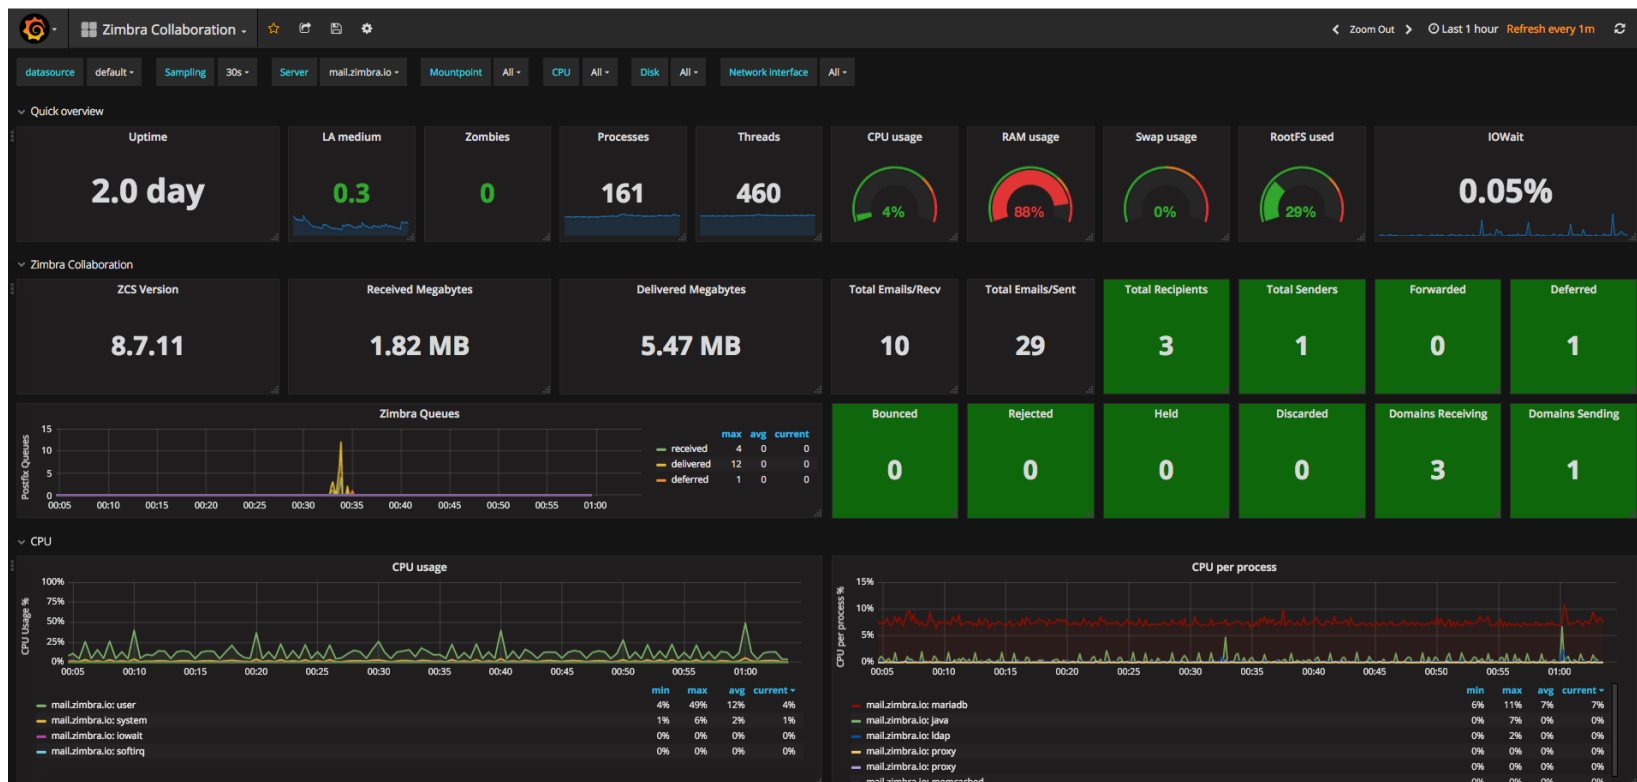 Zimbra Collaboration
Zoom Out Last 1 hour Refresh every 1m
datasource default Sampling 30s Server mail.zimbra.io Mountpoint All CPU All Disk All Network interface All
Quick overview
Uptime LA medium Zombies Processes Threads CPU usage RAM usage Swap usage RootFS used IOWait
2.0 day 0.3 0 161 460 4% 88% 0% 29% 0.05%
Zimbra Collaboration
ZCS Version Received Megabytes Delivered Megabytes Total Emails/Recv Total Emails/Sent Total Recipients Total Senders Forwarded Deferred
8.7.11 1.82 MB 5.47 MB 10 29 3 1 0 1
Zimbra Queues
Postfix Queues
15
10
5
0
00:05 00:10 00:15 00:20 00:25 00:30 00:35 00:40 00:45 00:50 00:55 01:00
max avg current
received 4 0 0
delivered 12 0 0
deferred 1 0 0
Bounced Rejected Held Discarded Domains Receiving Domains Sending
0 0 0 0 3 1
CPU
CPU usage
CPU Usage %
100%
75%
50%
25%
0%
00:05 00:10 00:15 00:20 00:25 00:30 00:35 00:40 00:45 00:50 00:55 01:00
min max avg current
mail.zimbra.io: user 4% 49% 12% 4%
mail.zimbra.io: system 1% 6% 2% 1%
mail.zimbra.io: iowait 0% 0% 0% 0%
mail.zimbra.io: softirq 0% 0% 0% 0%
CPU per process
CPU per process %
15%
10%
5%
0%
00:05 00:10 00:15 00:20 00:25 00:30 00:35 00:40 00:45 00:50 00:55 01:00
min max avg current
mail.zimbra.io: mariadb 6% 11% 7% 7%
mail.zimbra.io: java 0% 7% 0% 0%
mail.zimbra.io: ldap 0% 2% 0% 0%
mail.zimbra.io: proxy 0% 0% 0% 0%
mail.zimbra.io: proxy 0% 0% 0% 0%
mail.zimbra.io: memcached